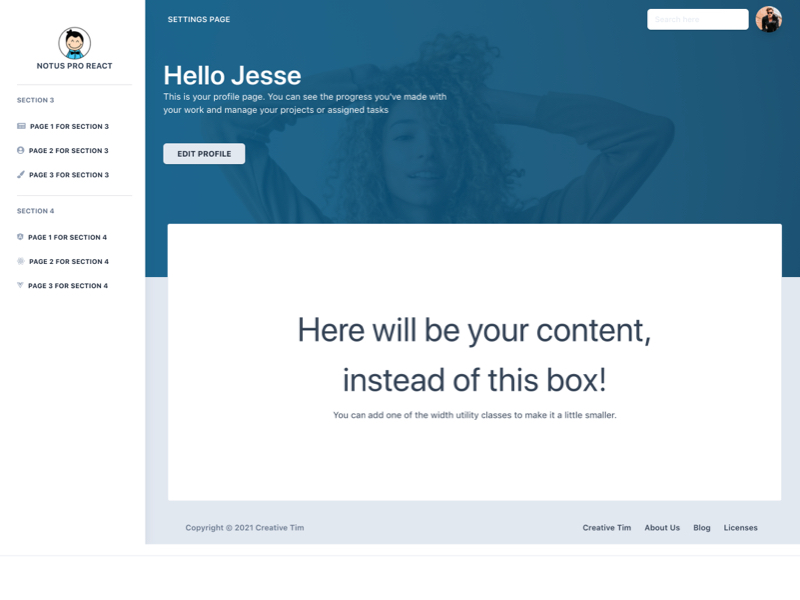 NOTUS PRO REACT
SECTION 3
PAGE 1 FOR SECTION 3
PAGE 2 FOR SECTION 3
PAGE 3 FOR SECTION 3
SECTION 4
PAGE 1 FOR SECTION 4
PAGE 2 FOR SECTION 4
PAGE 3 FOR SECTION 4
SETTINGS PAGE
Search here
Hello Jesse
This is your profile page. You can see the progress you've made with
your work and manage your projects or assigned tasks
EDIT PROFILE
Here will be your content,
instead of this box!
You can add one of the width utility classes to make it a little smaller.
Copyright © 2021 Creative Tim
Creative Tim About Us Blog Licenses